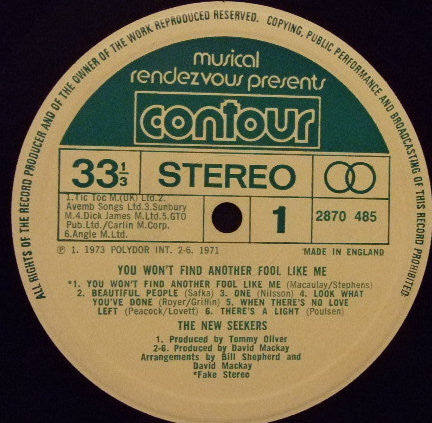 ALL RIGHTS OF THE RECORD PRODUCER AND OF THE OWNER OF THE WORK REPRODUCED RESERVED. COPYING, PUBLIC PERFORMANCE AND BROADCASTING OF THIS RECORD PROHIBITED
musical
rendezvous presents
contour
33 1/3 STEREO
1.Tic Toc M.(UK) Ltd.2.
Avemb Songs Ltd.3.Sunbury
M.4.Dick James M.Ltd.5.GTO
Pub.Ltd./Carlin M.Corp.
6.Angle M.Ltd.
1
2870 485
Ⓟ 1. 1973 POLYDOR INT. 2-6. 1971
MADE IN ENGLAND
YOU WON'T FIND ANOTHER FOOL LIKE ME
*1. YOU WON'T FIND ANOTHER FOOL LIKE ME (Macaulay/Stephens)
2. BEAUTIFUL PEOPLE (Safka) 3. ONE (Nilsson) 4. LOOK WHAT
YOU'VE DONE (Royer/Griffin) 5. WHEN THERE'S NO LOVE
LEFT (Peacock/Lovett) 6. THERE'S A LIGHT (Poulsen)
THE NEW SEEKERS
1. Produced by Tommy Oliver
2-6. Produced by David Mackay
Arrangements by Bill Shepherd and
David Mackay
*Fake Stereo